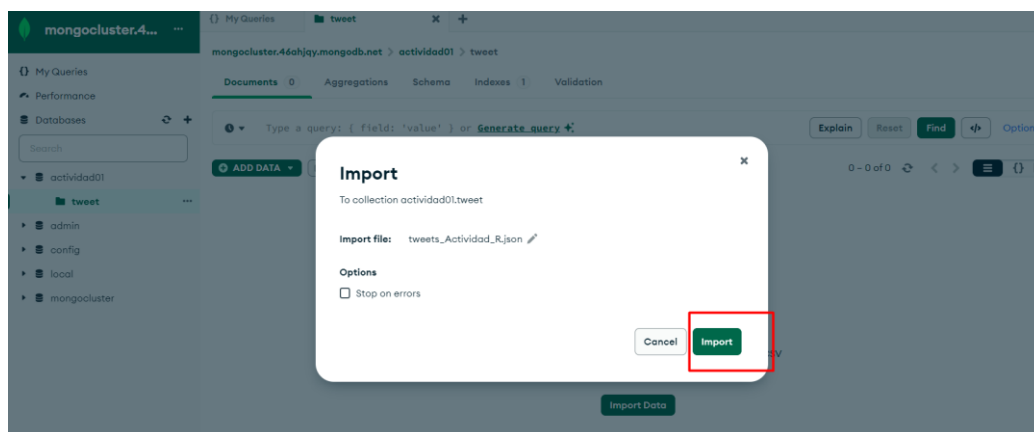 mongocluster.4... ...
{} My Queries
tweet
mongocluster.46ahjqy.mongodb.net > actividad01 > tweet
{} My Queries
Performance
Databases
Search
actividad01
tweet
admin
config
local
mongocluster
Documents 0 Aggregations Schema Indexes 1 Validation
Type a query: { field: 'value' } or Generate query
Explain Reset Find </> Option
ADD DATA
0 – 0 of 0
{}
Import
To collection actividad01.tweet
Import file: tweets_Actividad_R.json
Options
Stop on errors
Cancel Import
SV
Import Data